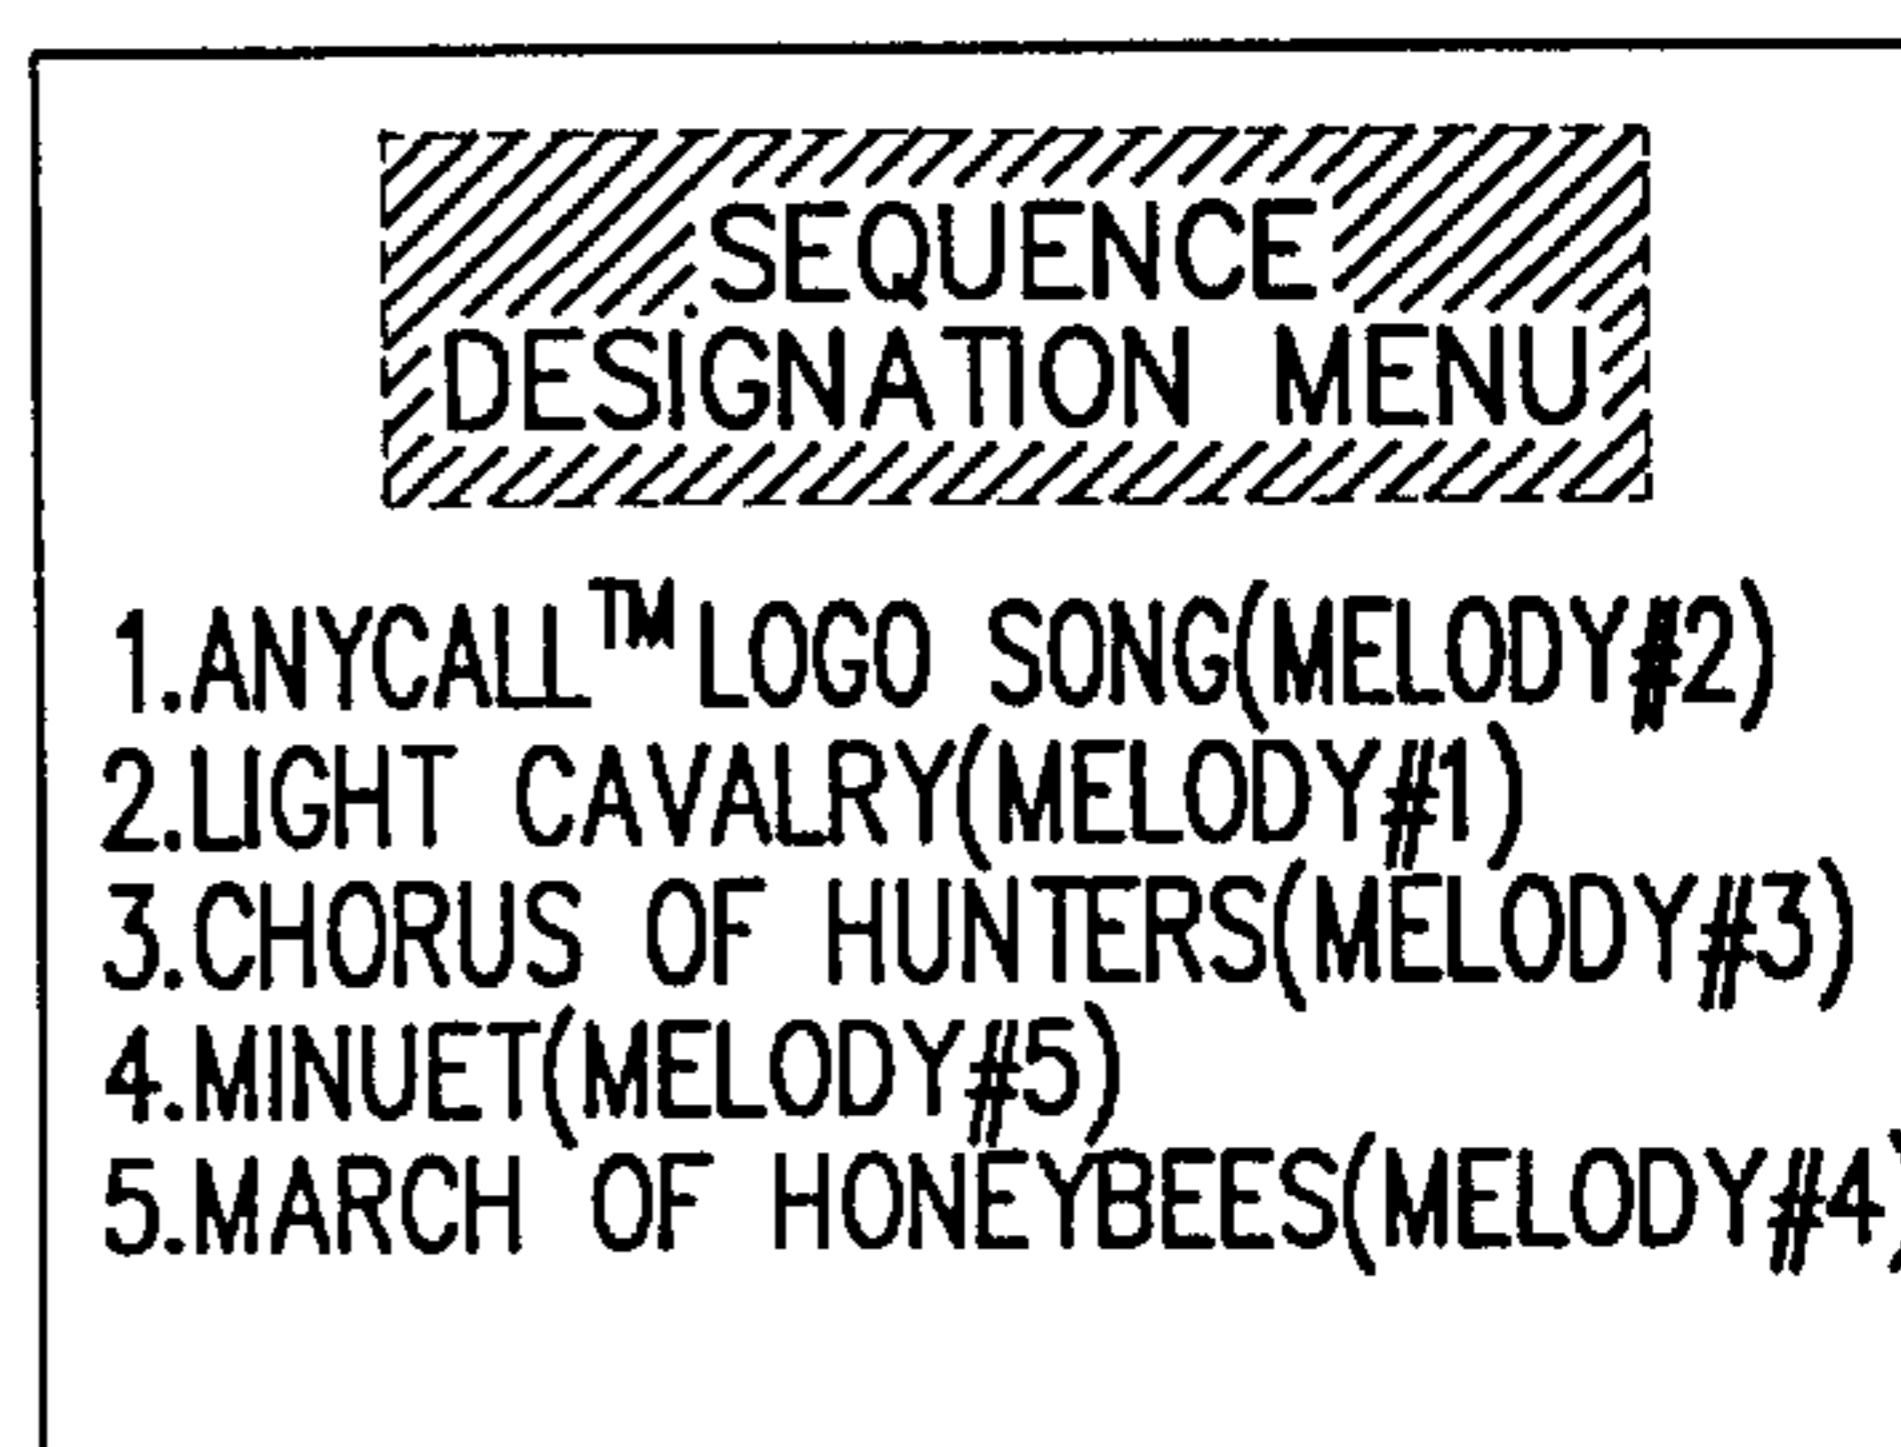 SEQUENCE
DESIGNATION MENU
1.ANYCALL™ LOGO SONG(MELODY#2)
2.LIGHT CAVALRY(MELODY#1)
3.CHORUS OF HUNTERS(MELODY#3)
4.MINUET(MELODY#5)
5.MARCH OF HONEYBEES(MELODY#4)